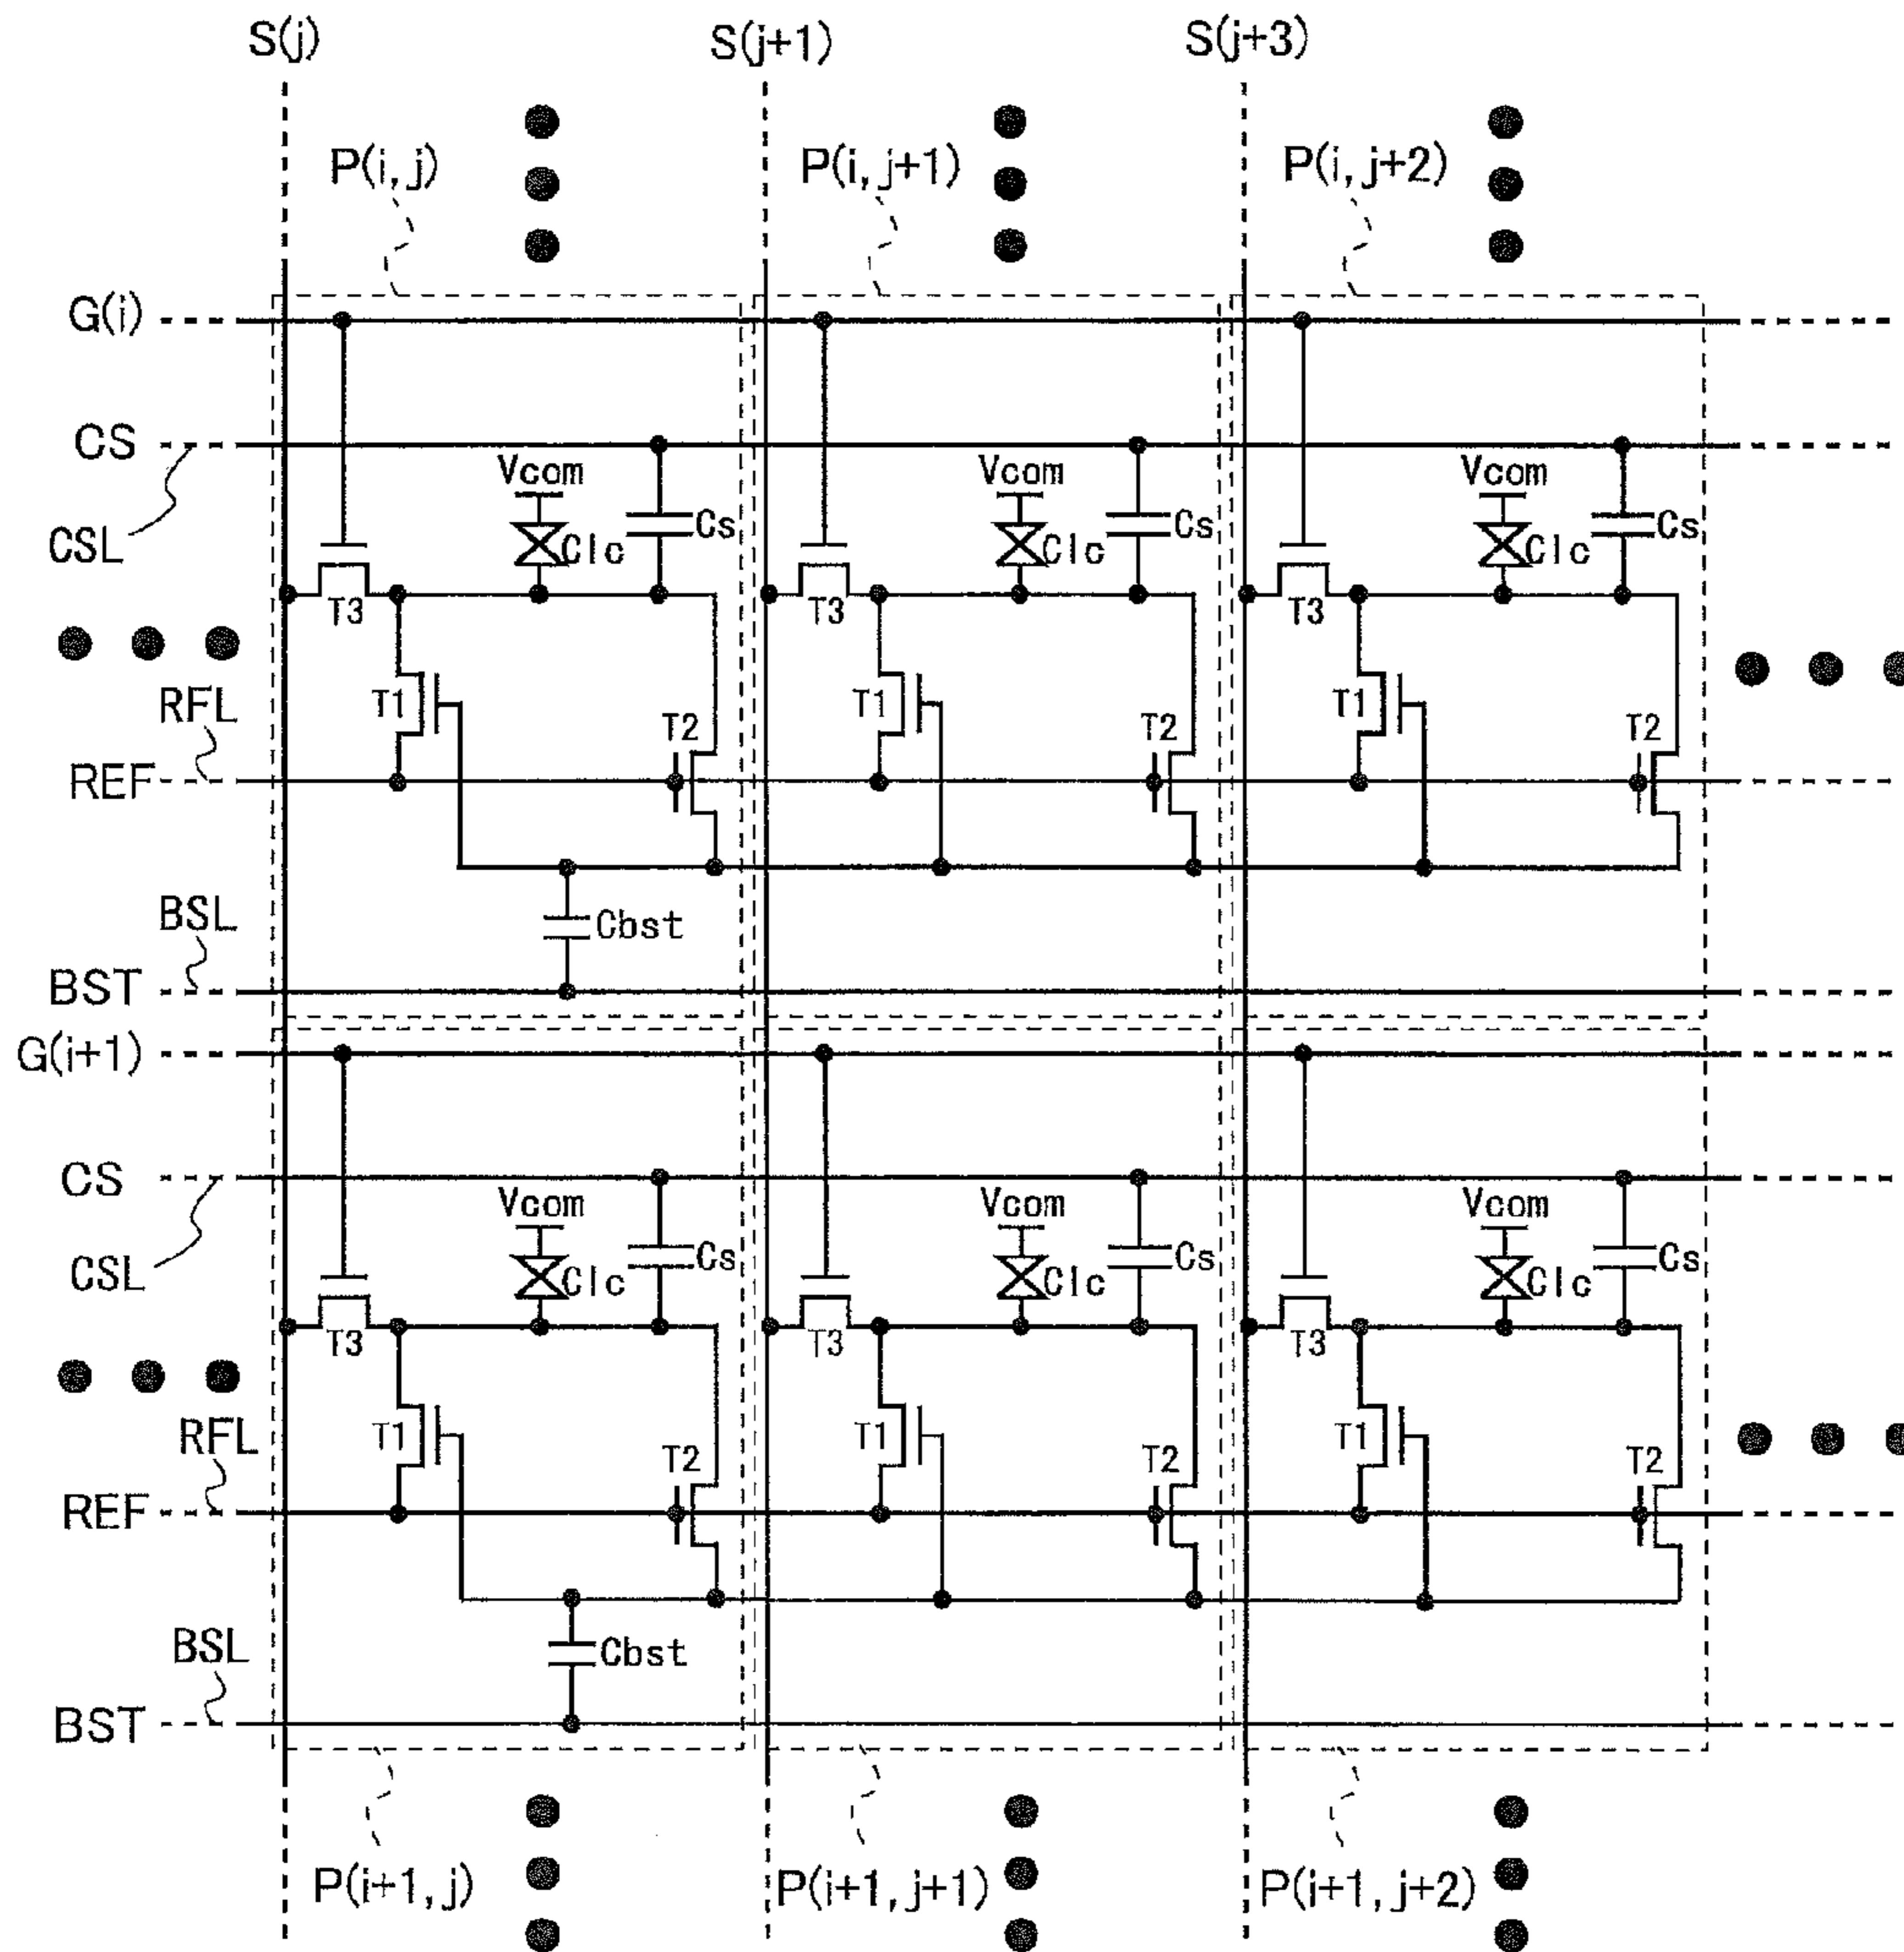 S(j) S(j+1) S(j+3)
P(i, j) P(i, j+1) P(i, j+2)
G(i)
CS
Vcom Vcom Vcom
CSL Clc Cs Clc Cs Clc Cs
T3 T3 T3
RFL T1 T2 T1 T2 T1 T2
REF
BSL Cbst
BST
G(i+1)
CS
Vcom Vcom Vcom
CSL Clc Cs Clc Cs Clc Cs
T3 T3 T3
RFL T1 T2 T1 T2 T1 T2
REF
BSL Cbst
BST
P(i+1, j) P(i+1, j+1) P(i+1, j+2)